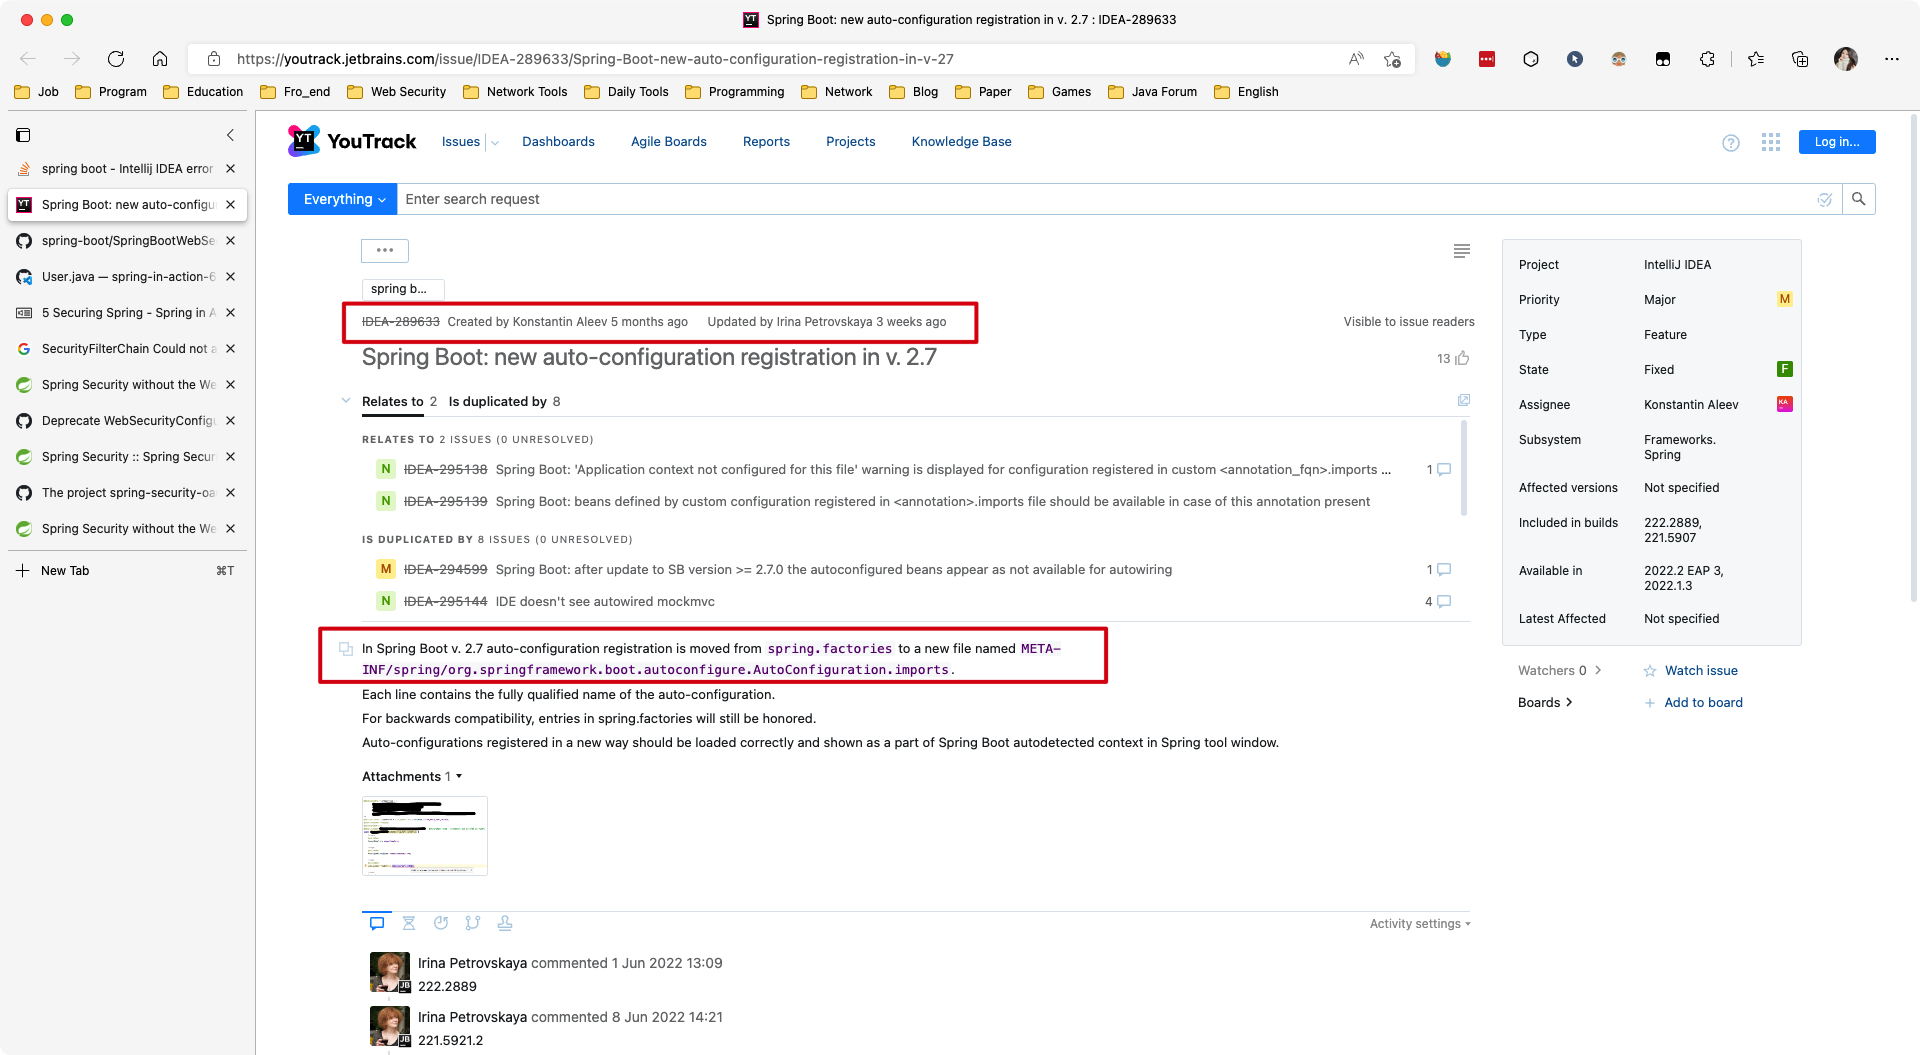 Spring Boot: new auto-configuration registration in v. 2.7 : IDEA-289633
https://youtrack.jetbrains.com/issue/IDEA-289633/Spring-Boot-new-auto-configuration-registration-in-v-27
Job Program Education Fro_end Web Security Network Tools Daily Tools Programming Network Blog Paper Games Java Forum English
spring boot - Intellij IDEA error
Spring Boot: new auto-configu
spring-boot/SpringBootWebSe
User.java — spring-in-action-6
5 Securing Spring - Spring in A
SecurityFilterChain Could not a
Spring Security without the We
Deprecate WebSecurityConfigu
Spring Security :: Spring Secur
The project spring-security-oa
Spring Security without the We
New Tab ⌘T
YT YouTrack Issues Dashboards Agile Boards Reports Projects Knowledge Base Log in...
Everything Enter search request
spring b...
IDEA-289633 Created by Konstantin Aleev 5 months ago Updated by Irina Petrovskaya 3 weeks ago Visible to issue readers
Spring Boot: new auto-configuration registration in v. 2.7 13
Relates to 2 Is duplicated by 8
RELATES TO 2 ISSUES (0 UNRESOLVED)
N IDEA-295138 Spring Boot: 'Application context not configured for this file' warning is displayed for configuration registered in custom <annotation_fqn>.imports ... 1
N IDEA-295139 Spring Boot: beans defined by custom configuration registered in <annotation>.imports file should be available in case of this annotation present
IS DUPLICATED BY 8 ISSUES (0 UNRESOLVED)
M IDEA-294599 Spring Boot: after update to SB version >= 2.7.0 the autoconfigured beans appear as not available for autowiring 1
N IDEA-295144 IDE doesn't see autowired mockmvc 4
In Spring Boot v. 2.7 auto-configuration registration is moved from spring.factories to a new file named META-
INF/spring/org.springframework.boot.autoconfigure.AutoConfiguration.imports.
Each line contains the fully qualified name of the auto-configuration.
For backwards compatibility, entries in spring.factories will still be honored.
Auto-configurations registered in a new way should be loaded correctly and shown as a part of Spring Boot autodetected context in Spring tool window.
Attachments 1
Activity settings
Irina Petrovskaya commented 1 Jun 2022 13:09
222.2889
Irina Petrovskaya commented 8 Jun 2022 14:21
221.5921.2
Project IntelliJ IDEA
Priority Major M
Type Feature
State Fixed F
Assignee Konstantin Aleev KA
Subsystem Frameworks.
Spring
Affected versions Not specified
Included in builds 222.2889,
221.5907
Available in 2022.2 EAP 3,
2022.1.3
Latest Affected Not specified
Watchers 0 Watch issue
Boards Add to board